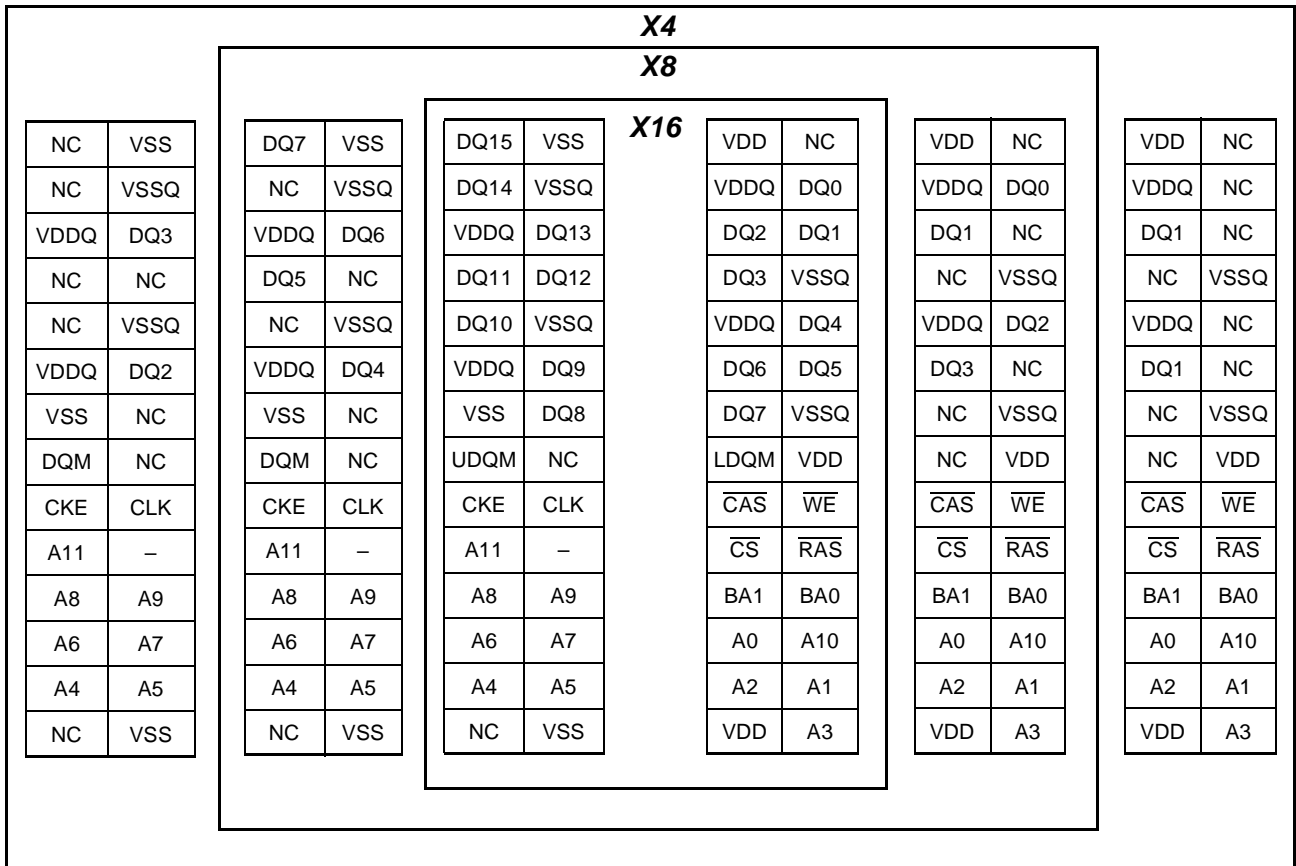 X4
X8
X16
NC VSS DQ7 VSS DQ15 VSS VDD NC VDD NC VDD NC
NC VSSQ NC VSSQ DQ14 VSSQ VDDQ DQ0 VDDQ DQ0 VDDQ NC
VDDQ DQ3 VDDQ DQ6 VDDQ DQ13 DQ2 DQ1 DQ1 NC DQ1 NC
NC NC DQ5 NC DQ11 DQ12 DQ3 VSSQ NC VSSQ NC VSSQ
NC VSSQ NC VSSQ DQ10 VSSQ VDDQ DQ4 VDDQ DQ2 VDDQ NC
VDDQ DQ2 VDDQ DQ4 VDDQ DQ9 DQ6 DQ5 DQ3 NC DQ1 NC
VSS NC VSS NC VSS DQ8 DQ7 VSSQ NC VSSQ NC VSSQ
DQM NC DQM NC UDQM NC LDQM VDD NC VDD NC VDD
CKE CLK CKE CLK CKE CLK CAS WE CAS WE CAS WE
A11 – A11 – A11 – CS RAS CS RAS CS RAS
A8 A9 A8 A9 A8 A9 BA1 BA0 BA1 BA0 BA1 BA0
A6 A7 A6 A7 A6 A7 A0 A10 A0 A10 A0 A10
A4 A5 A4 A5 A4 A5 A2 A1 A2 A1 A2 A1
NC VSS NC VSS NC VSS VDD A3 VDD A3 VDD A3